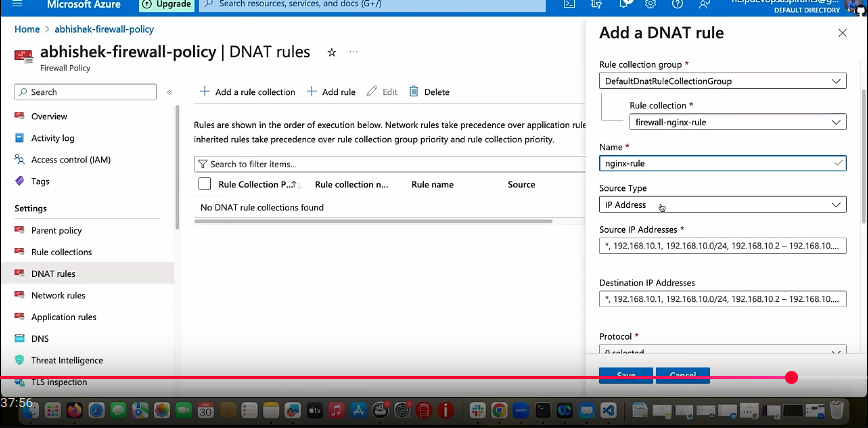 Microsoft Azure
Upgrade
Search resources, services, and docs (G+/)
DEFAULT DIRECTORY
Home > abhishek-firewall-policy
abhishek-firewall-policy | DNAT rules
Firewall Policy
Search
Overview
Activity log
Access control (IAM)
Tags
Settings
Parent policy
Rule collections
DNAT rules
Network rules
Application rules
DNS
Threat Intelligence
TLS inspection
+ Add a rule collection + Add rule Edit Delete
Rules are shown in the order of execution below. Network rules take precedence over application rule
inherited rules take precedence over rule collection group priority and rule collection priority.
Search to filter items...
Rule Collection P... Rule collection n... Rule name Source
No DNAT rule collections found
Add a DNAT rule
Rule collection group *
DefaultDnatRuleCollectionGroup
Rule collection *
firewall-nginx-rule
Name *
nginx-rule
Source Type
IP Address
Source IP Addresses *
*, 192.168.10.1, 192.168.10.0/24, 192.168.10.2 – 192.168.10....
Destination IP Addresses
*, 192.168.10.1, 192.168.10.0/24, 192.168.10.2 – 192.168.10....
Protocol *
0 selected
Save Cancel
37:56